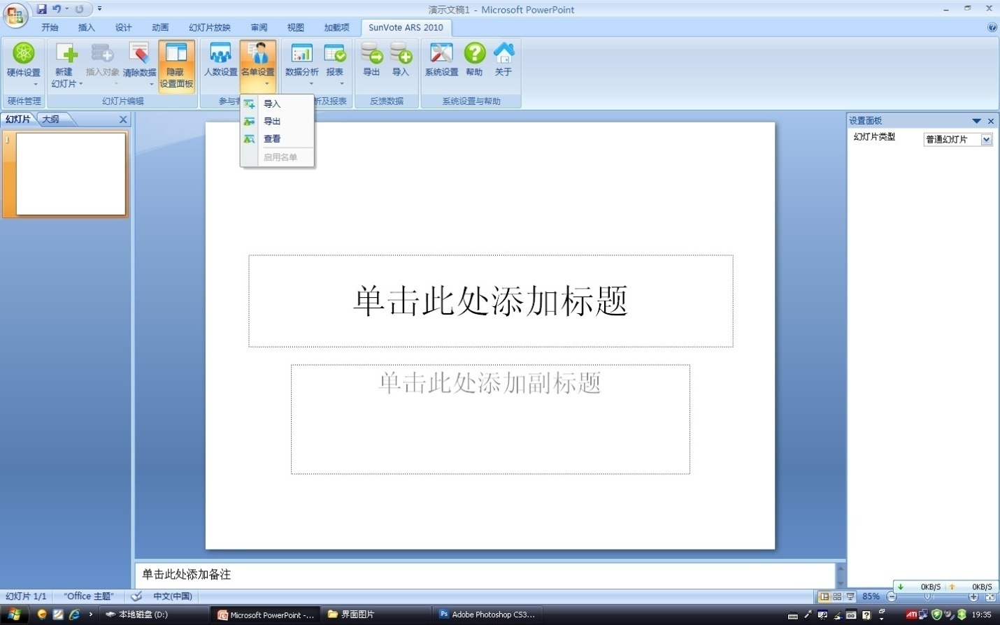 演示文稿1 - Microsoft PowerPoint
开始 插入 设计 动画 幻灯片放映 审阅 视图 加载项 SunVote ARS 2010
硬件设置 新建 插入对象 清除数据 隐藏 人数设置 名单设置 数据分析 报表 导出 导入 系统设置 帮助 关于
幻灯片 设置面板
硬件管理 幻灯片编辑 参与者 析及报表 反馈数据 系统设置与帮助
导入
导出
查看
启用名单
幻灯片 大纲
1
设置面板
幻灯片类型 普通幻灯片
单击此处添加标题
单击此处添加副标题
单击此处添加备注
0KB/S 0KB/S
幻灯片 1/1 "Office 主题" 中文(中国) 85%
本地磁盘 (D:) Microsoft PowerPoint -... 界面图片 Ps Adobe Photoshop CS3... ATI 19:35